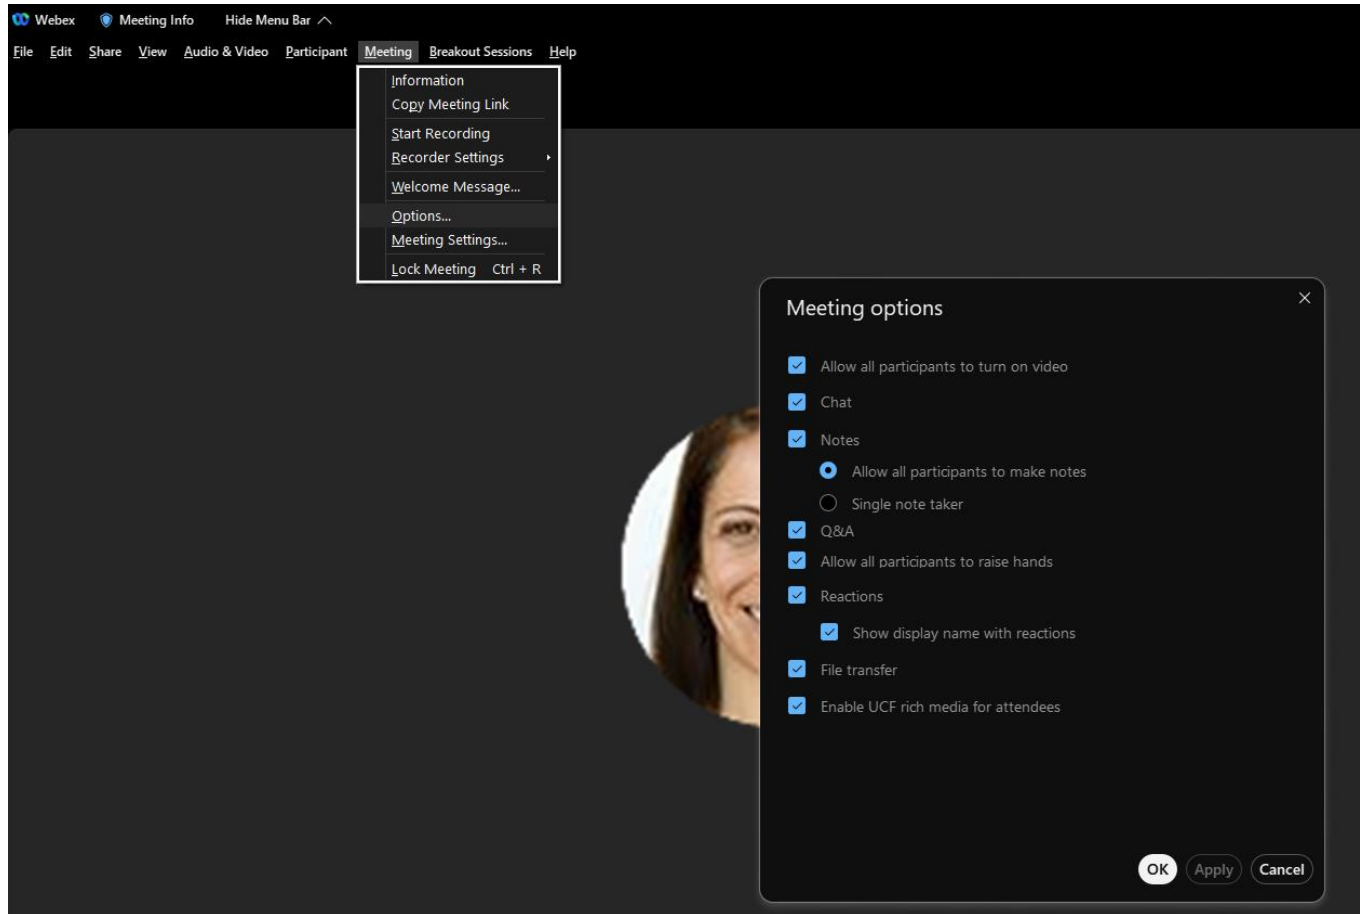 Webex Meeting Info Hide Menu Bar
File Edit Share View Audio & Video Participant Meeting Breakout Sessions Help
Information
Copy Meeting Link
Start Recording
Recorder Settings
Welcome Message...
Options...
Meeting Settings...
Lock Meeting Ctrl + R
Meeting options
Allow all participants to turn on video
Chat
Notes
Allow all participants to make notes
Single note taker
Q&A
Allow all participants to raise hands
Reactions
Show display name with reactions
File transfer
Enable UCF rich media for attendees
OK Apply Cancel